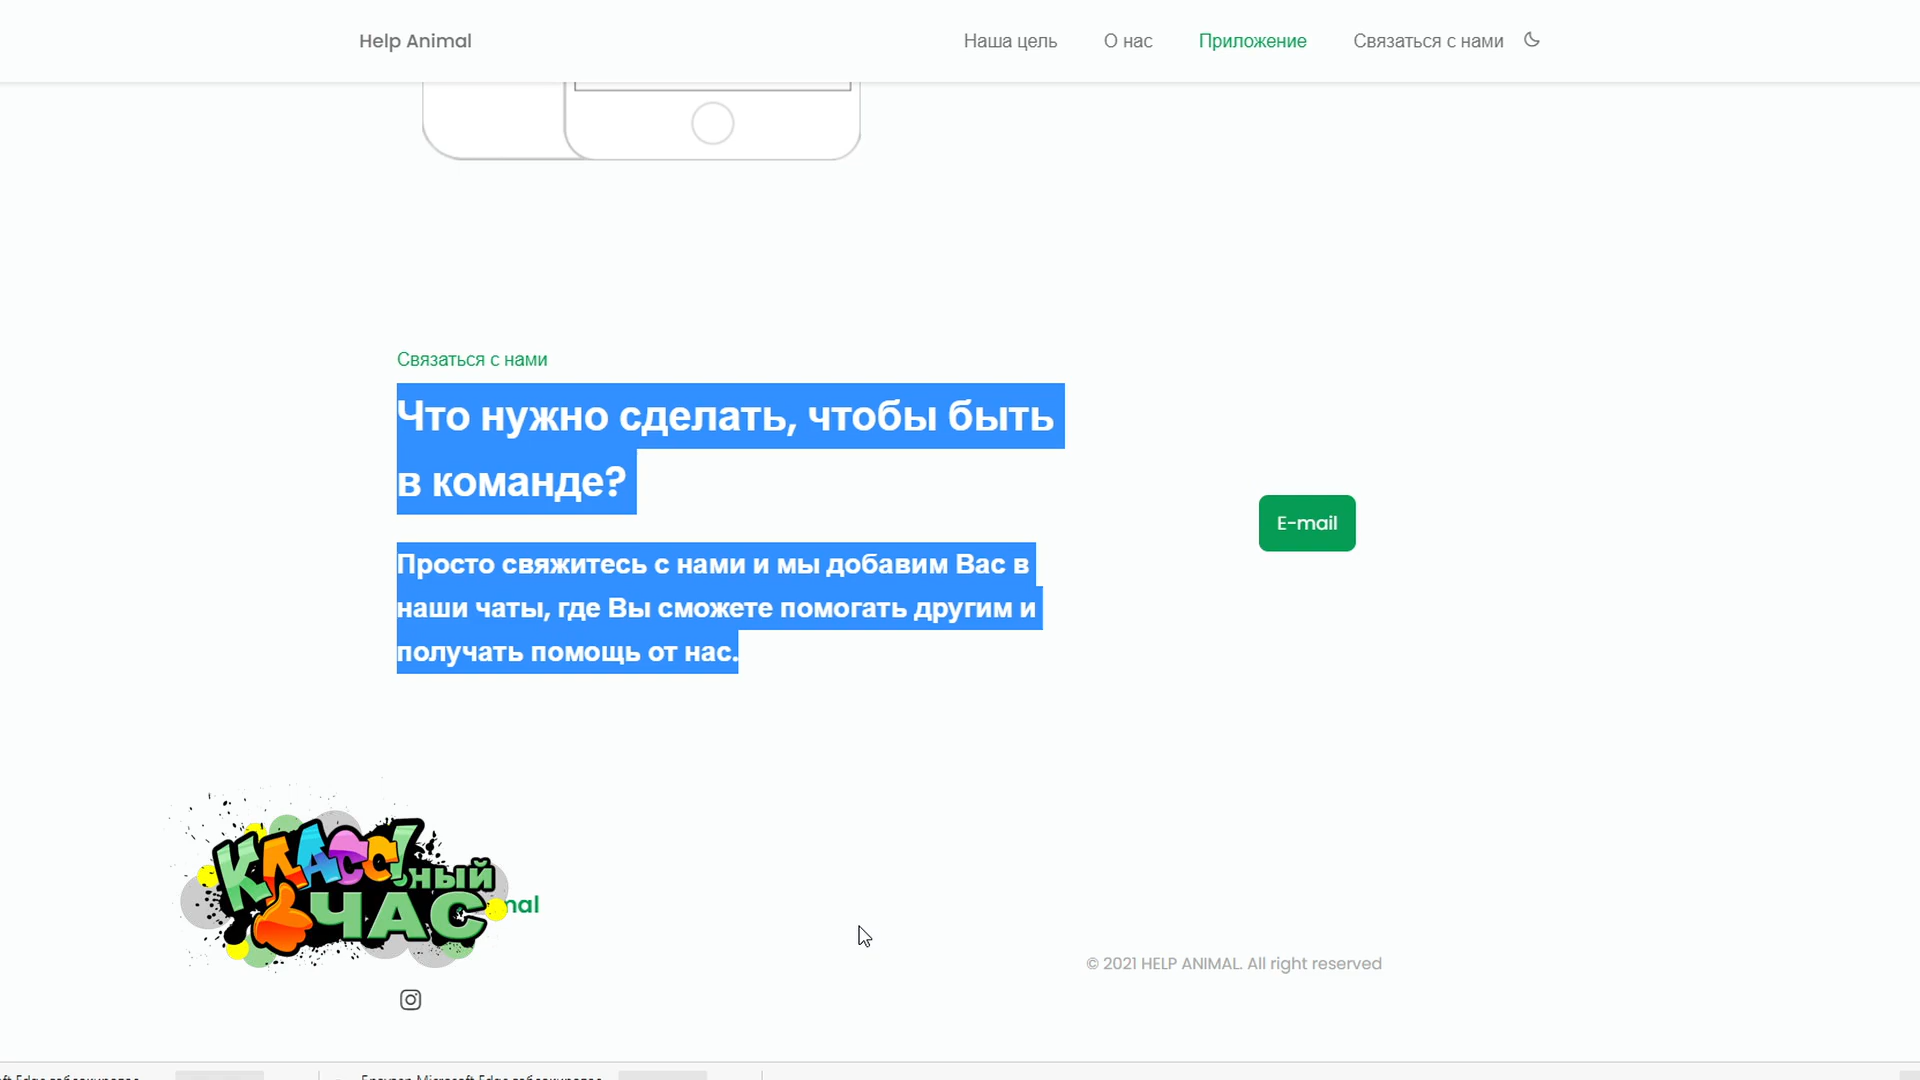 Help Animal
Наша цель
О нас
Приложение
Связаться с нами
Связаться с нами
Что нужно сделать, чтобы быть
в команде?
Просто свяжитесь с нами и мы добавим Вас в
наши чаты, где Вы сможете помогать другим и
получать помощь от нас.
E-mail
КЛАСС!ный
ЧАС
© 2021 HELP ANIMAL. All right reserved